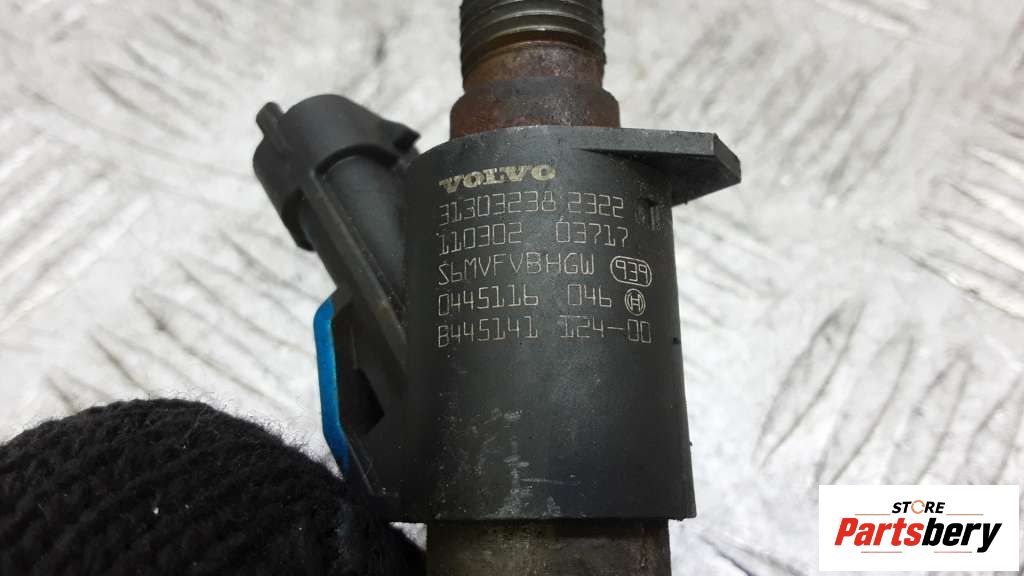 VOLVO
31303238 2322
110302 03717
S6MVFVBHGW 939
0445116 046 H
B445141 124-00
STORE
Partsbery